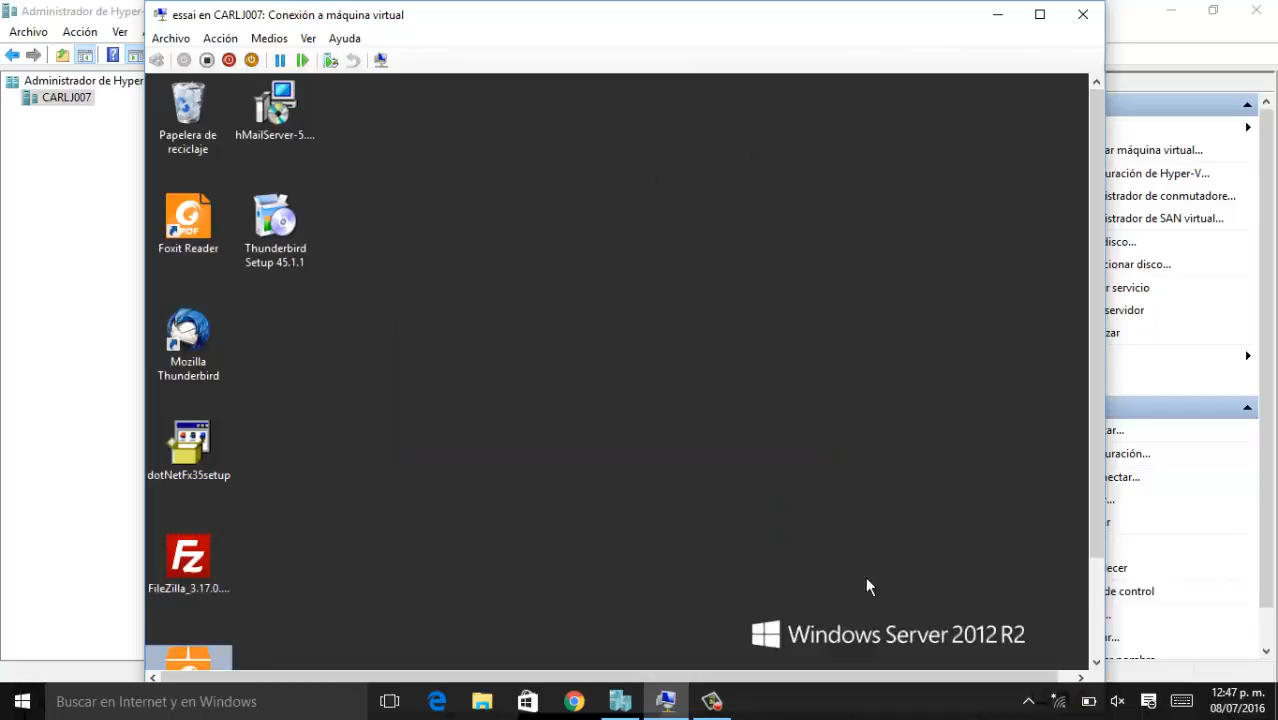 Administrador de Hyper-
Archivo Acción Ver
Administrador de Hyper
CARLJ007
essai en CARLJ007: Conexión a máquina virtual
Archivo Acción Medios Ver Ayuda
Papelera de
reciclaje
hMailServer-5....
Foxit Reader
Thunderbird
Setup 45.1.1
Mozilla
Thunderbird
dotNetFx35setup
FileZilla_3.17.0....
Windows Server 2012 R2
ar máquina virtual...
uración de Hyper-V...
istrador de conmutadore...
istrador de SAN virtual...
disco...
cionar disco...
r servicio
servidor
zar
ar...
uración...
nectar...
r
ecer
de control
ur...
Buscar en Internet y en Windows
12:47 p. m.
08/07/2016